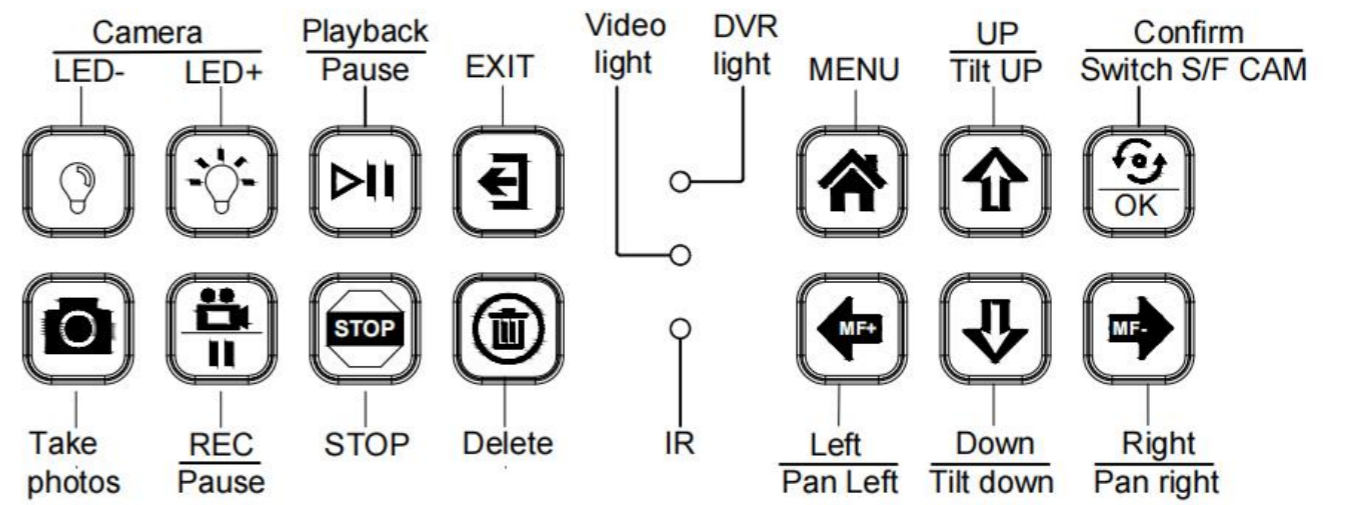 Camera
LED-
LED+
Playback
Pause
EXIT
Video
light
DVR
light
MENU
UP
Tilt UP
Confirm
Switch S/F CAM
OK
STOP
MF+
MF-
Take
photos
REC
Pause
STOP
Delete
IR
Left
Pan Left
Down
Tilt down
Right
Pan right